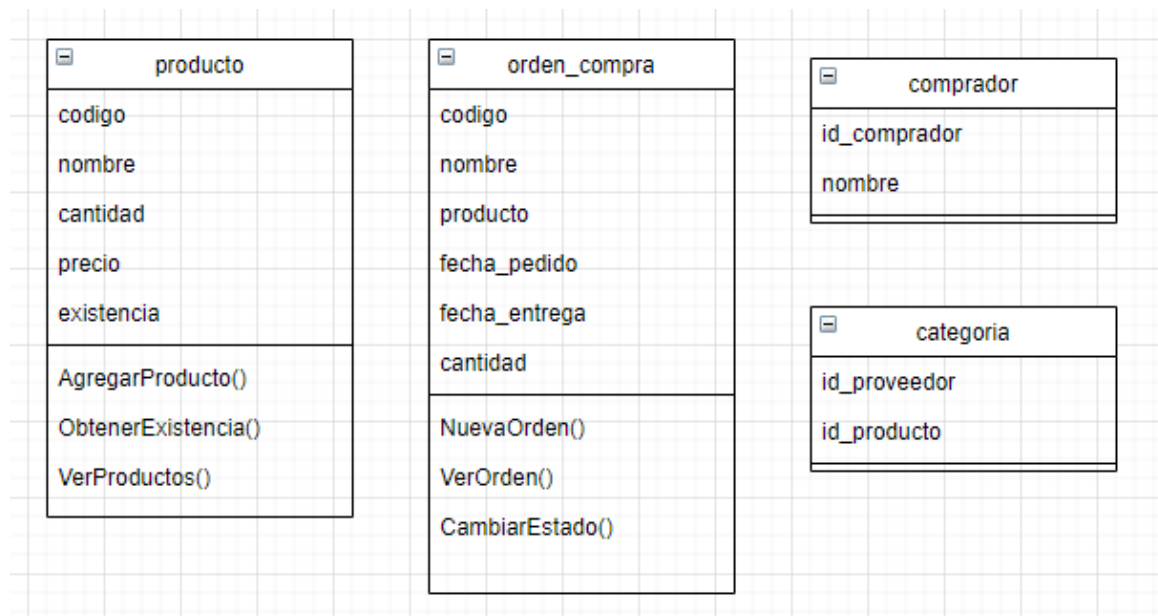 producto
codigo
nombre
cantidad
precio
existencia
AgregarProducto()
ObtenerExistencia()
VerProductos()
orden_compra
codigo
nombre
producto
fecha_pedido
fecha_entrega
cantidad
NuevaOrden()
VerOrden()
CambiarEstado()
comprador
id_comprador
nombre
categoria
id_proveedor
id_producto